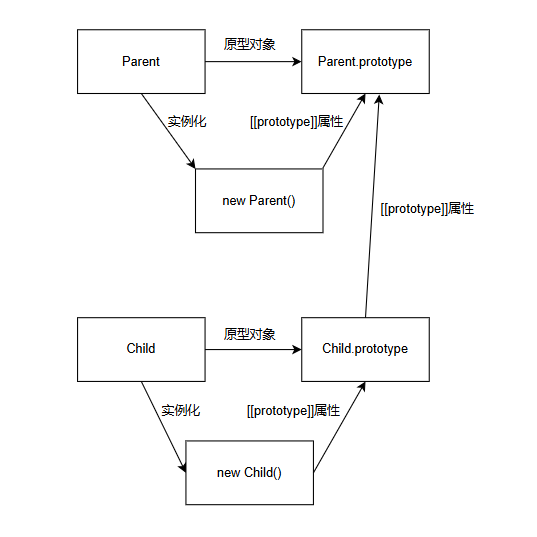 Parent
原型对象
Parent.prototype
实例化
[[prototype]]属性
new Parent()
[[prototype]]属性
Child
原型对象
Child.prototype
实例化
[[prototype]]属性
new Child()